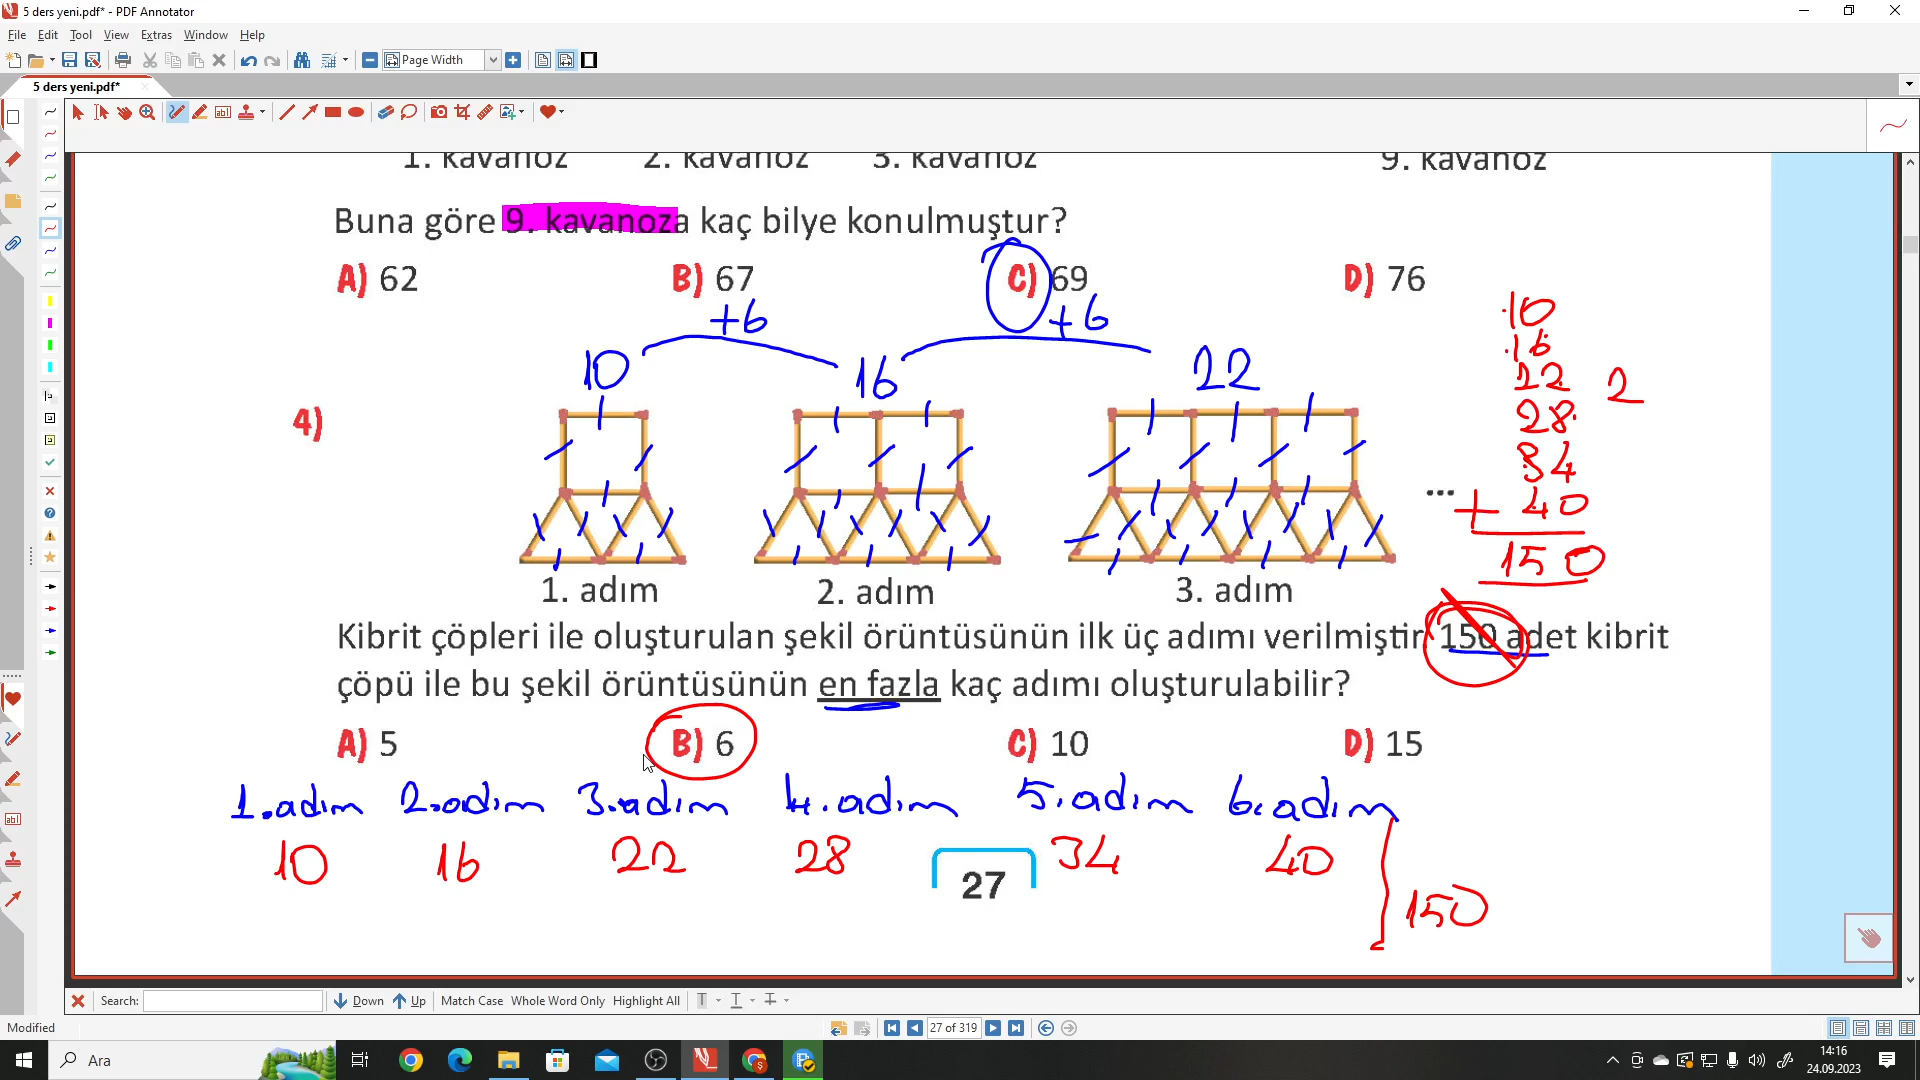 5 ders yeni.pdf* - PDF Annotator
File Edit Tool View Extras Window Help
Page Width
5 ders yeni.pdf*
1. kavanoz 2. kavanoz 3. kavanoz 9. kavanoz
Buna göre 9. kavanoza kaç bilye konulmuştur?
A) 62 B) 67 C) 69 D) 76
+6 +6
10 16 22
10
16
22 2
28
34
+ 40
150
4)
...
1. adım 2. adım 3. adım
Kibrit çöpleri ile oluşturulan şekil örüntüsünün ilk üç adımı verilmiştir 150 adet kibrit
çöpü ile bu şekil örüntüsünün en fazla kaç adımı oluşturulabilir?
A) 5 B) 6 C) 10 D) 15
1.adım 2.adım 3.adım 4.adım 5.adım 6.adım
10 16 22 28 34 40
27
150
Search: Down Up Match Case Whole Word Only Highlight All
Modified
27 of 319
Ara
14:16
24.09.2023